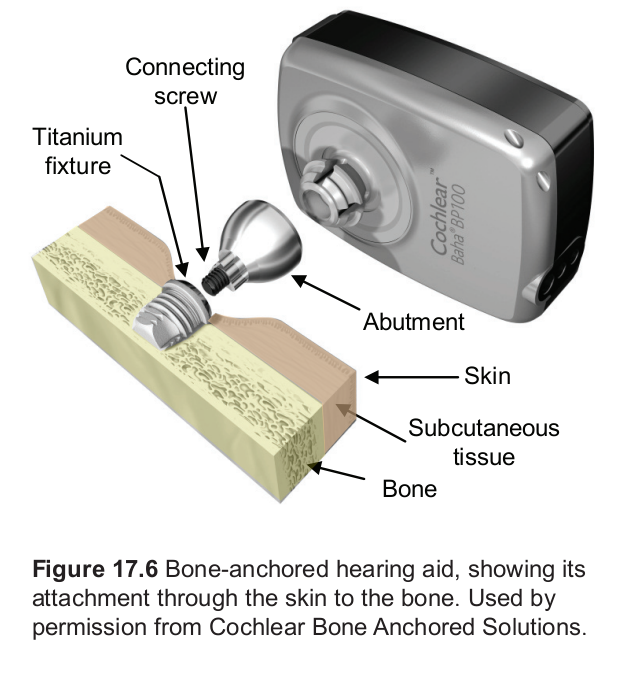 Connecting
screw
Titanium
fixture
Cochlear™
Baha® BP100
Abutment
Skin
Subcutaneous
tissue
Bone
Figure 17.6 Bone-anchored hearing aid, showing its
attachment through the skin to the bone. Used by
permission from Cochlear Bone Anchored Solutions.